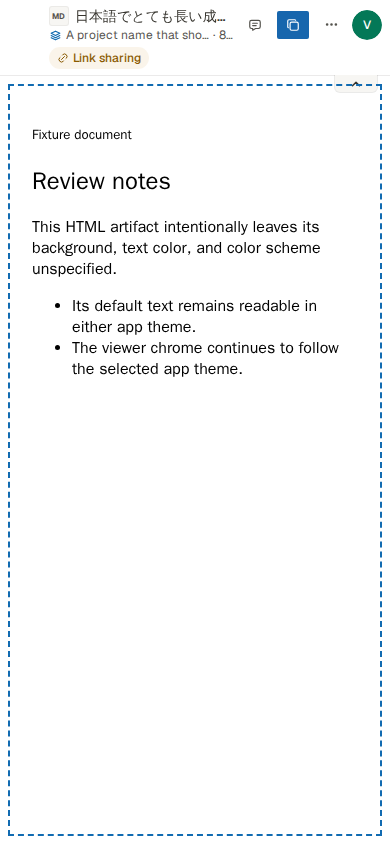 MD 日本語でとても長い成...
A project name that sho... · 8...
Link sharing
V
Fixture document
Review notes
This HTML artifact intentionally leaves its
background, text color, and color scheme
unspecified.
• Its default text remains readable in
either app theme.
• The viewer chrome continues to follow
the selected app theme.